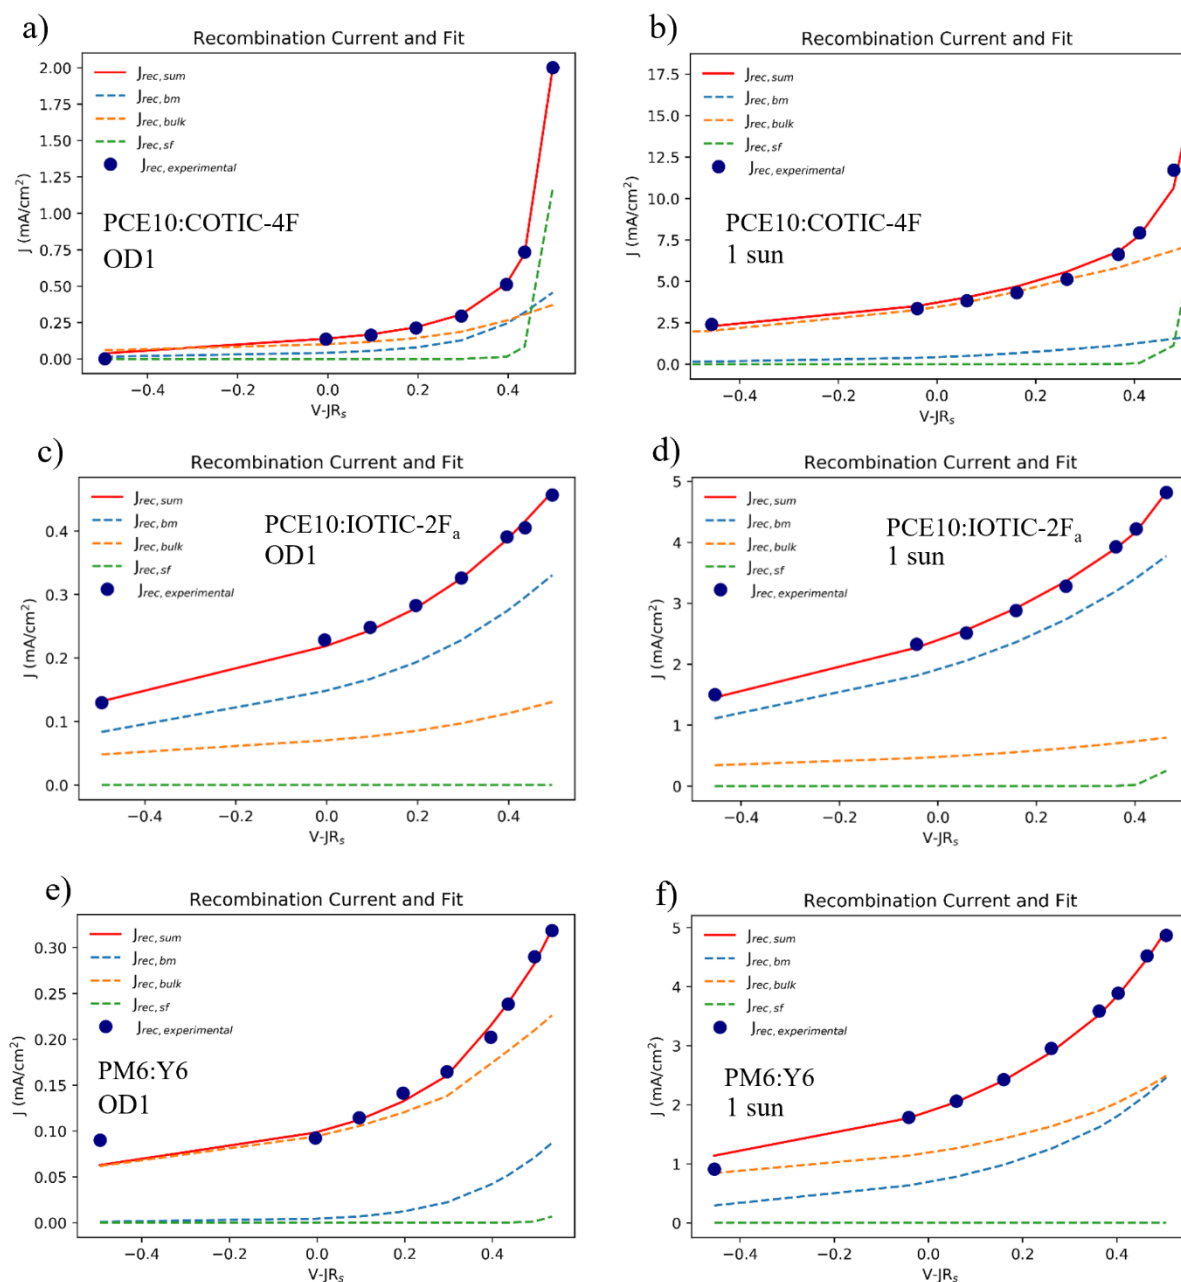 a)
Recombination Current and Fit
J (mA/cm²)
2.00
1.75
1.50
1.25
1.00
0.75
0.50
0.25
0.00
J_rec,sum
J_rec,bm
J_rec,bulk
J_rec,sf
J_rec,experimental
PCE10:COTIC-4F
OD1
−0.4 −0.2 0.0 0.2 0.4
V-JR_s
b)
Recombination Current and Fit
J (mA/cm²)
17.5
15.0
12.5
10.0
7.5
5.0
2.5
0.0
J_rec,sum
J_rec,bm
J_rec,bulk
J_rec,sf
J_rec,experimental
PCE10:COTIC-4F
1 sun
−0.4 −0.2 0.0 0.2 0.4
V-JR_s
c)
Recombination Current and Fit
J (mA/cm²)
0.4
0.3
0.2
0.1
0.0
J_rec,sum
J_rec,bm
J_rec,bulk
J_rec,sf
J_rec,experimental
PCE10:IOTIC-2F_a
OD1
−0.4 −0.2 0.0 0.2 0.4
V-JR_s
d)
Recombination Current and Fit
J (mA/cm²)
5
4
3
2
1
0
J_rec,sum
J_rec,bm
J_rec,bulk
J_rec,sf
J_rec,experimental
PCE10:IOTIC-2F_a
1 sun
−0.4 −0.2 0.0 0.2 0.4
V-JR_s
e)
Recombination Current and Fit
J (mA/cm²)
0.30
0.25
0.20
0.15
0.10
0.05
0.00
J_rec,sum
J_rec,bm
J_rec,bulk
J_rec,sf
J_rec,experimental
PM6:Y6
OD1
−0.4 −0.2 0.0 0.2 0.4
V-JR_s
f)
Recombination Current and Fit
J (mA/cm²)
5
4
3
2
1
0
J_rec,sum
J_rec,bm
J_rec,bulk
J_rec,sf
J_rec,experimental
PM6:Y6
1 sun
−0.4 −0.2 0.0 0.2 0.4
V-JR_s